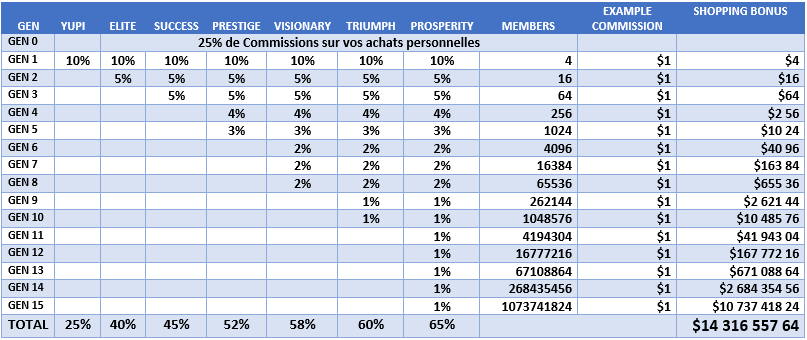 GEN YUPI ELITE SUCCESS PRESTIGE VISIONARY TRIUMPH PROSPERITY MEMBERS EXAMPLE COMMISSION SHOPPING BONUS
GEN 0 25% de Commissions sur vos achats personnelles
GEN 1 10% 10% 10% 10% 10% 10% 10% 4 $1 $4
GEN 2 5% 5% 5% 5% 5% 5% 16 $1 $16
GEN 3 5% 5% 5% 5% 5% 64 $1 $64
GEN 4 4% 4% 4% 4% 256 $1 $2 56
GEN 5 3% 3% 3% 3% 1024 $1 $10 24
GEN 6 2% 2% 2% 4096 $1 $40 96
GEN 7 2% 2% 2% 16384 $1 $163 84
GEN 8 2% 2% 2% 65536 $1 $655 36
GEN 9 1% 1% 262144 $1 $2 621 44
GEN 10 1% 1% 1048576 $1 $10 485 76
GEN 11 1% 4194304 $1 $41 943 04
GEN 12 1% 16777216 $1 $167 772 16
GEN 13 1% 67108864 $1 $671 088 64
GEN 14 1% 268435456 $1 $2 684 354 56
GEN 15 1% 1073741824 $1 $10 737 418 24
TOTAL 25% 40% 45% 52% 58% 60% 65% $14 316 557 64